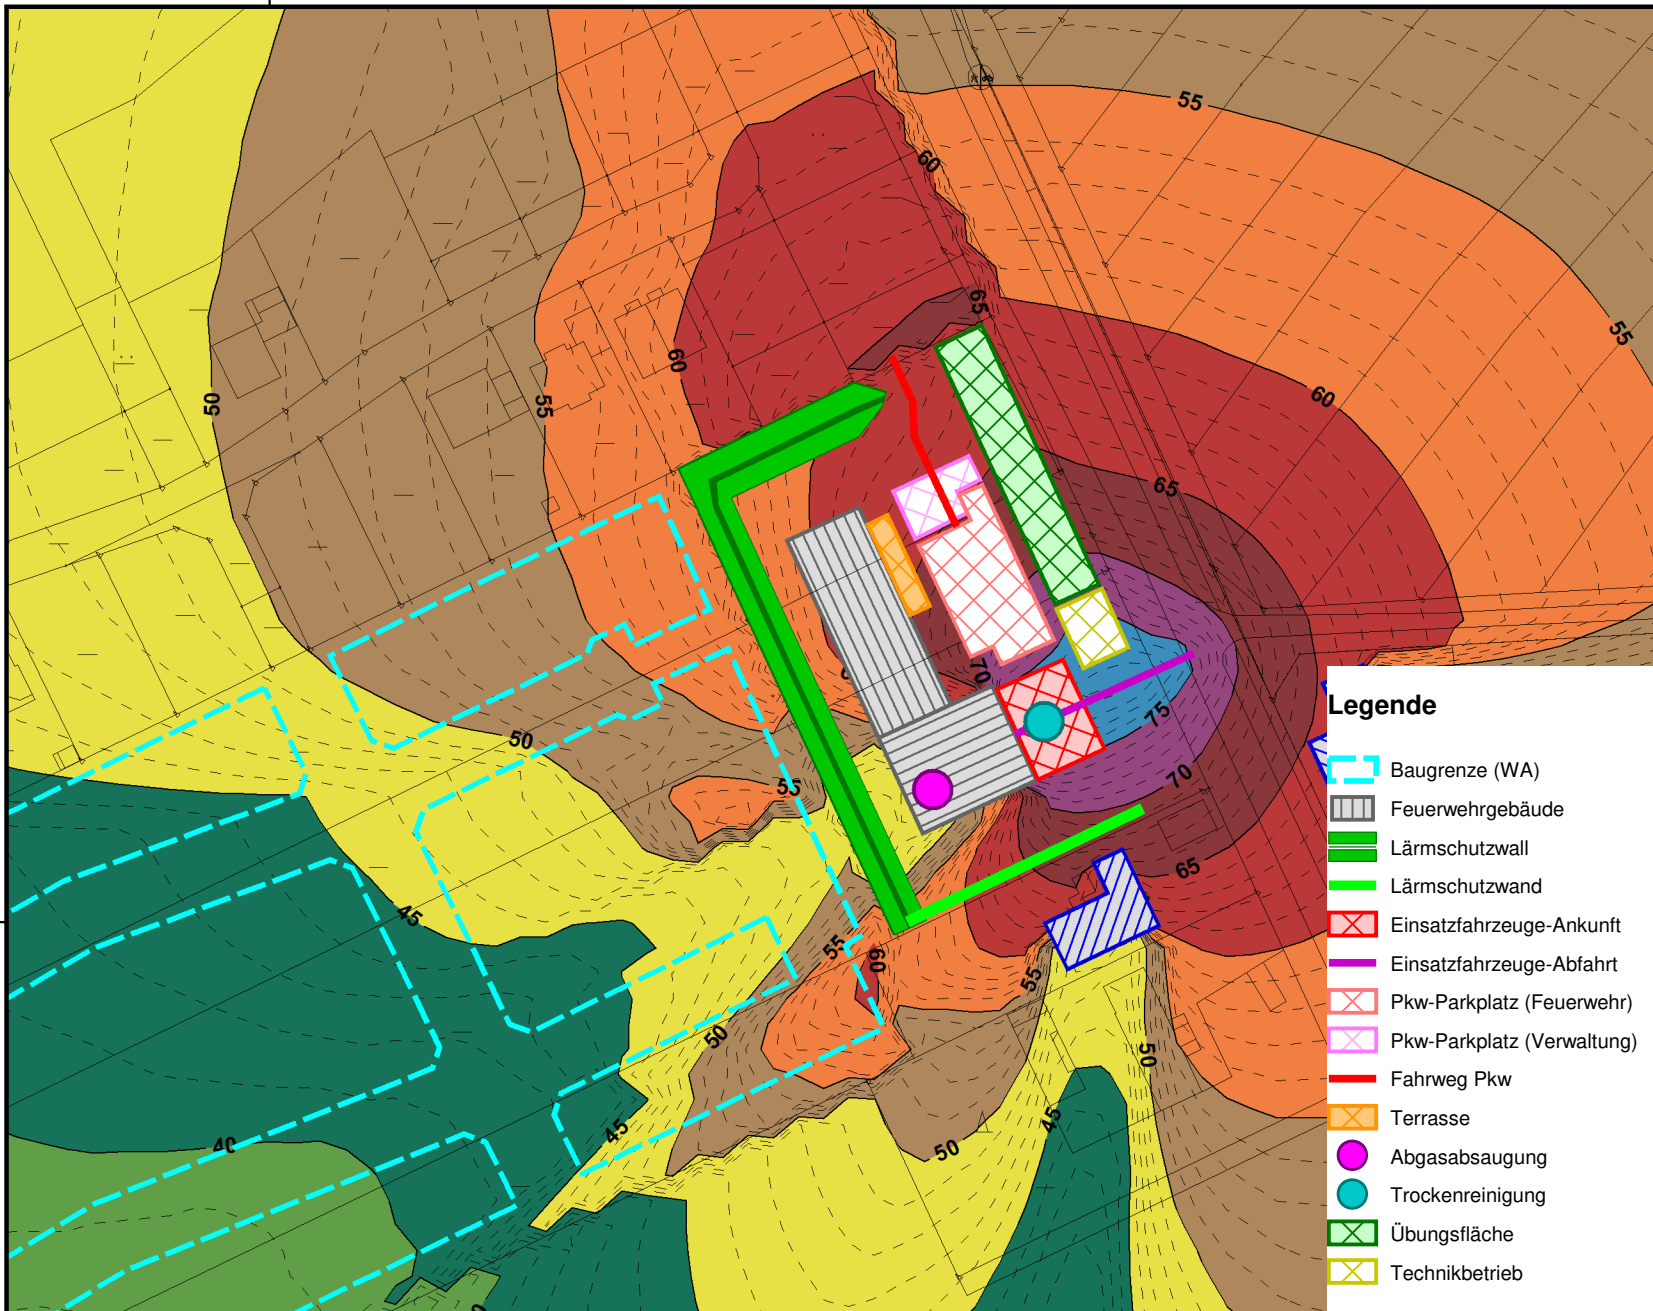 55
60
65
55
60
50
55
60
65
70
75
50
55
70
65
45
55
60
55
50
50
45
45
50
40
Legende
Baugrenze (WA)
Feuerwehrgebäude
Lärmschutzwall
Lärmschutzwand
Einsatzfahrzeuge-Ankunft
Einsatzfahrzeuge-Abfahrt
Pkw-Parkplatz (Feuerwehr)
Pkw-Parkplatz (Verwaltung)
Fahrweg Pkw
Terrasse
Abgasabsaugung
Trockenreinigung
Übungsfläche
Technikbetrieb